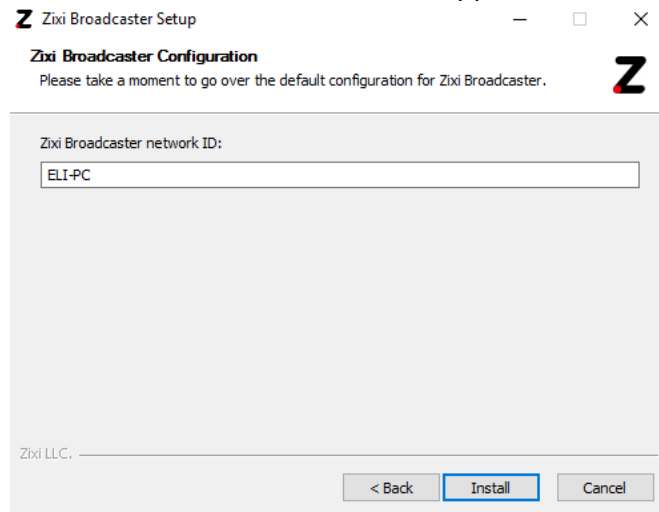 Z Zixi Broadcaster Setup
Zixi Broadcaster Configuration
Please take a moment to go over the default configuration for Zixi Broadcaster.
Z
Zixi Broadcaster network ID:
ELI-PC
Zixi LLC.
< Back Install Cancel